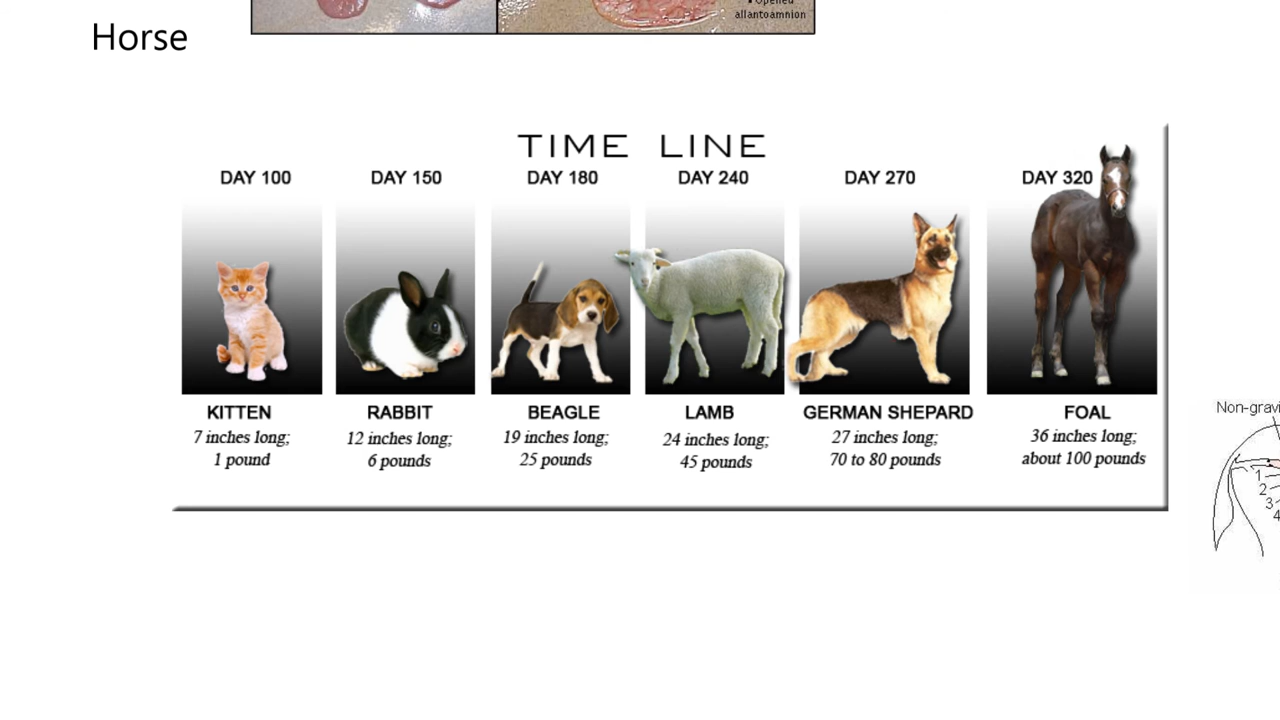 Opened
allantoamnion
Horse
TIME LINE
DAY 100
DAY 150
DAY 180
DAY 240
DAY 270
DAY 320
KITTEN
7 inches long;
1 pound
RABBIT
12 inches long;
6 pounds
BEAGLE
19 inches long;
25 pounds
LAMB
24 inches long;
45 pounds
GERMAN SHEPARD
27 inches long;
70 to 80 pounds
FOAL
36 inches long;
about 100 pounds
Non-gravi
1
2
3
4